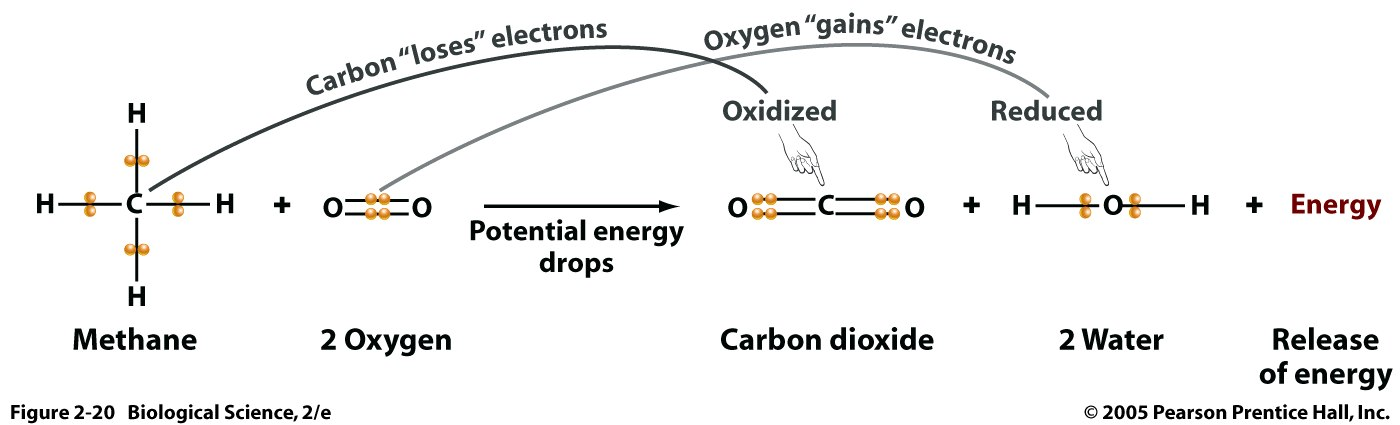 Carbon “loses” electrons
Oxygen “gains” electrons
Oxidized
Reduced
H
H C H + O O
Potential energy
drops
O C O + H O H + Energy
H
Methane
2 Oxygen
Carbon dioxide
2 Water
Release
of energy
Figure 2-20 Biological Science, 2/e
© 2005 Pearson Prentice Hall, Inc.